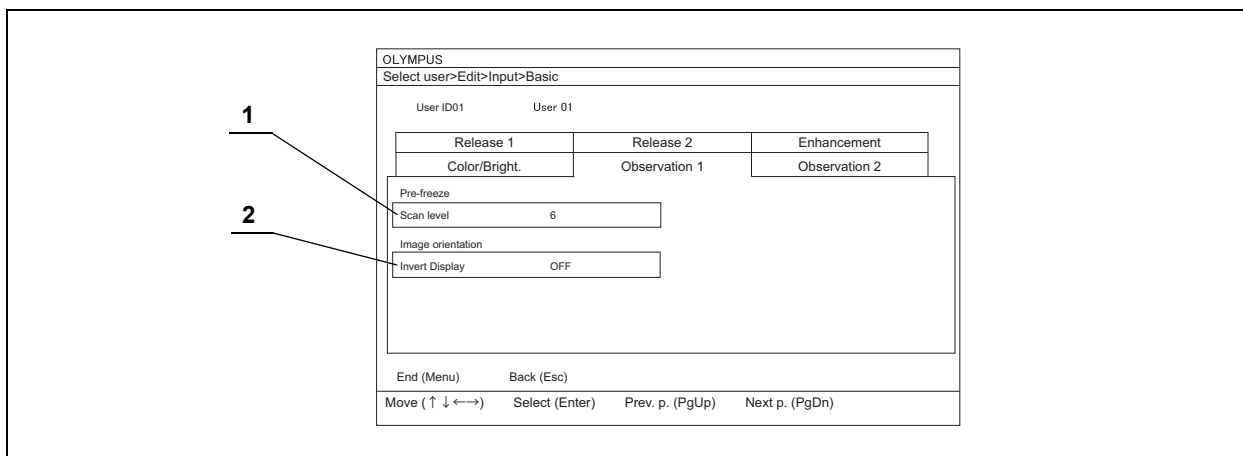 OLYMPUS
Select user>Edit>Input>Basic
User ID01 User 01
1
Release 1 Release 2 Enhancement
Color/Bright. Observation 1 Observation 2
Pre-freeze
2
Scan level 6
Image orientation
Invert Display OFF
End (Menu) Back (Esc)
Move (↑↓←→) Select (Enter) Prev. p. (PgUp) Next p. (PgDn)